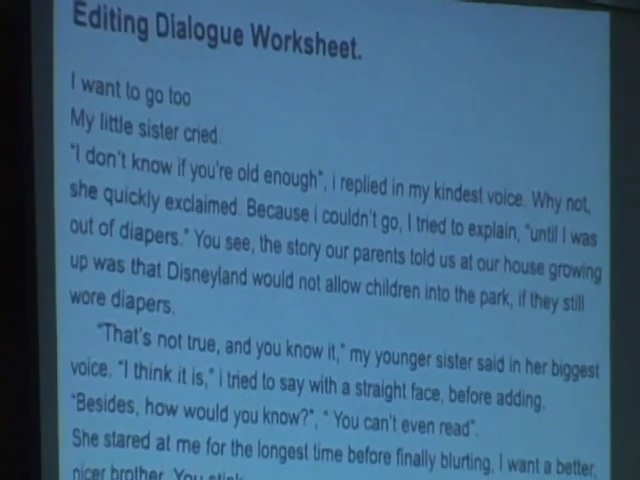 Editing Dialogue Worksheet.
I want to go too
My little sister cried.
"I don't know if you're old enough", i replied in my kindest voice. Why not,
she quickly exclaimed. Because i couldn't go, I tried to explain, "until I was
out of diapers." You see, the story our parents told us at our house growing
up was that Disneyland would not allow children into the park, if they still
wore diapers.
"That's not true, and you know it," my younger sister said in her biggest
voice. "I think it is," i tried to say with a straight face, before adding,
"Besides, how would you know?", " You can't even read".
She stared at me for the longest time before finally blurting, I want a better,
nicer brother. You stink